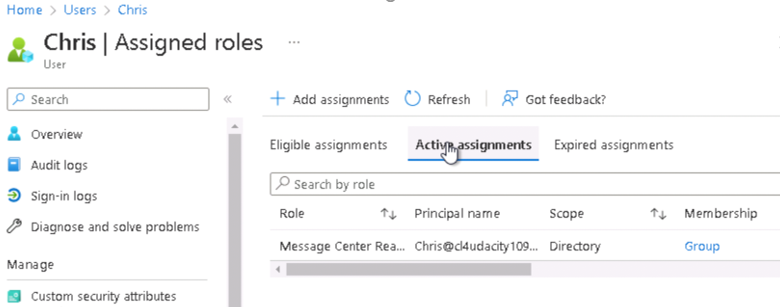 Home > Users > Chris
Chris | Assigned roles ...
User
Search
«
Add assignments Refresh Got feedback?
Overview
Audit logs
Sign-in logs
Diagnose and solve problems
Manage
Custom security attributes
Eligible assignments Active assignments Expired assignments
Search by role
Role Principal name Scope Membership
Message Center Rea... Chris@cl4udacity109... Directory Group